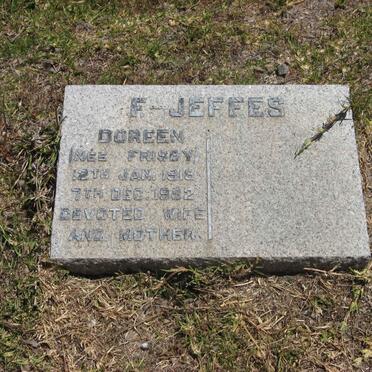 F-JEFFES
DOREEN
(NÉE FRISBY)
12TH JAN. 1918
7TH DEC. 1982
DEVOTED WIFE
AND MOTHER.